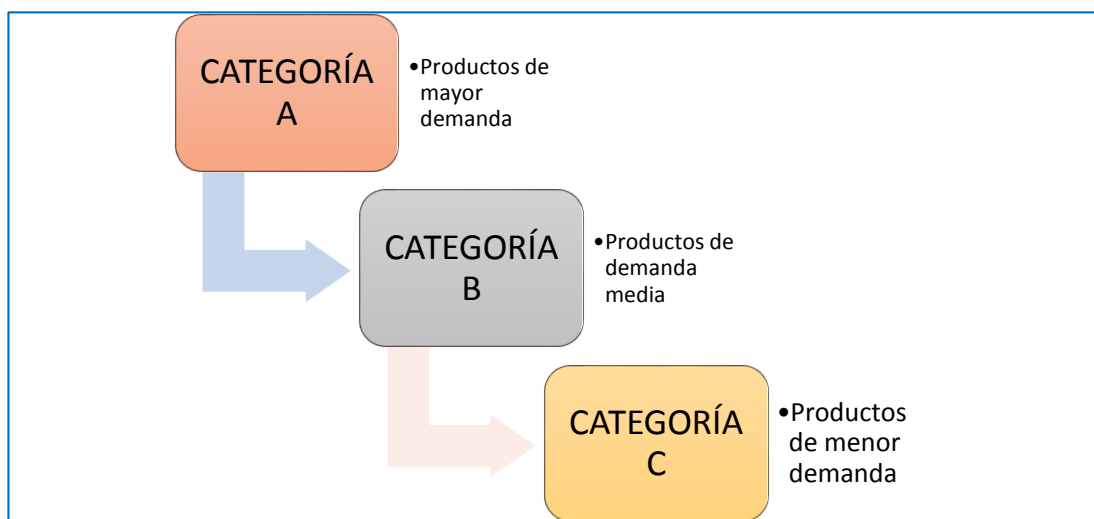 CATEGORÍA
A
•Productos de
mayor
demanda
CATEGORÍA
B
•Productos de
demanda
media
CATEGORÍA
C
•Productos
de menor
demanda